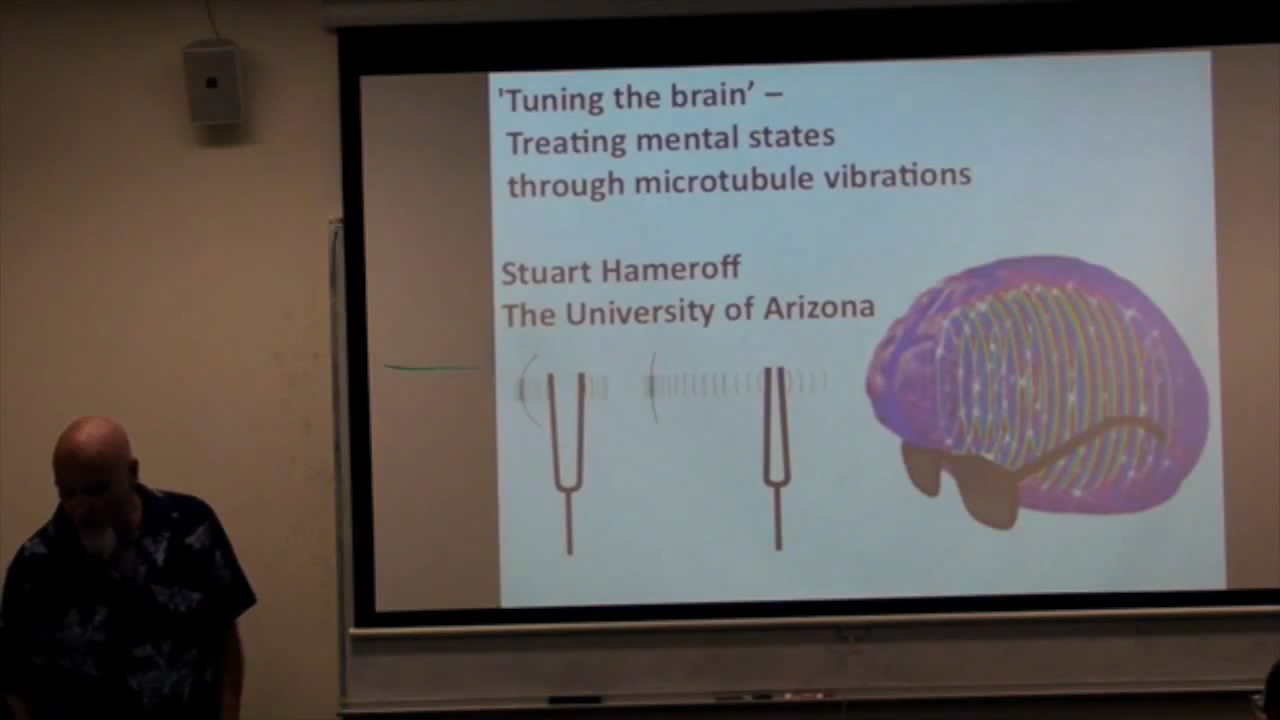 'Tuning the brain’ –
Treating mental states
through microtubule vibrations
Stuart Hameroff
The University of Arizona